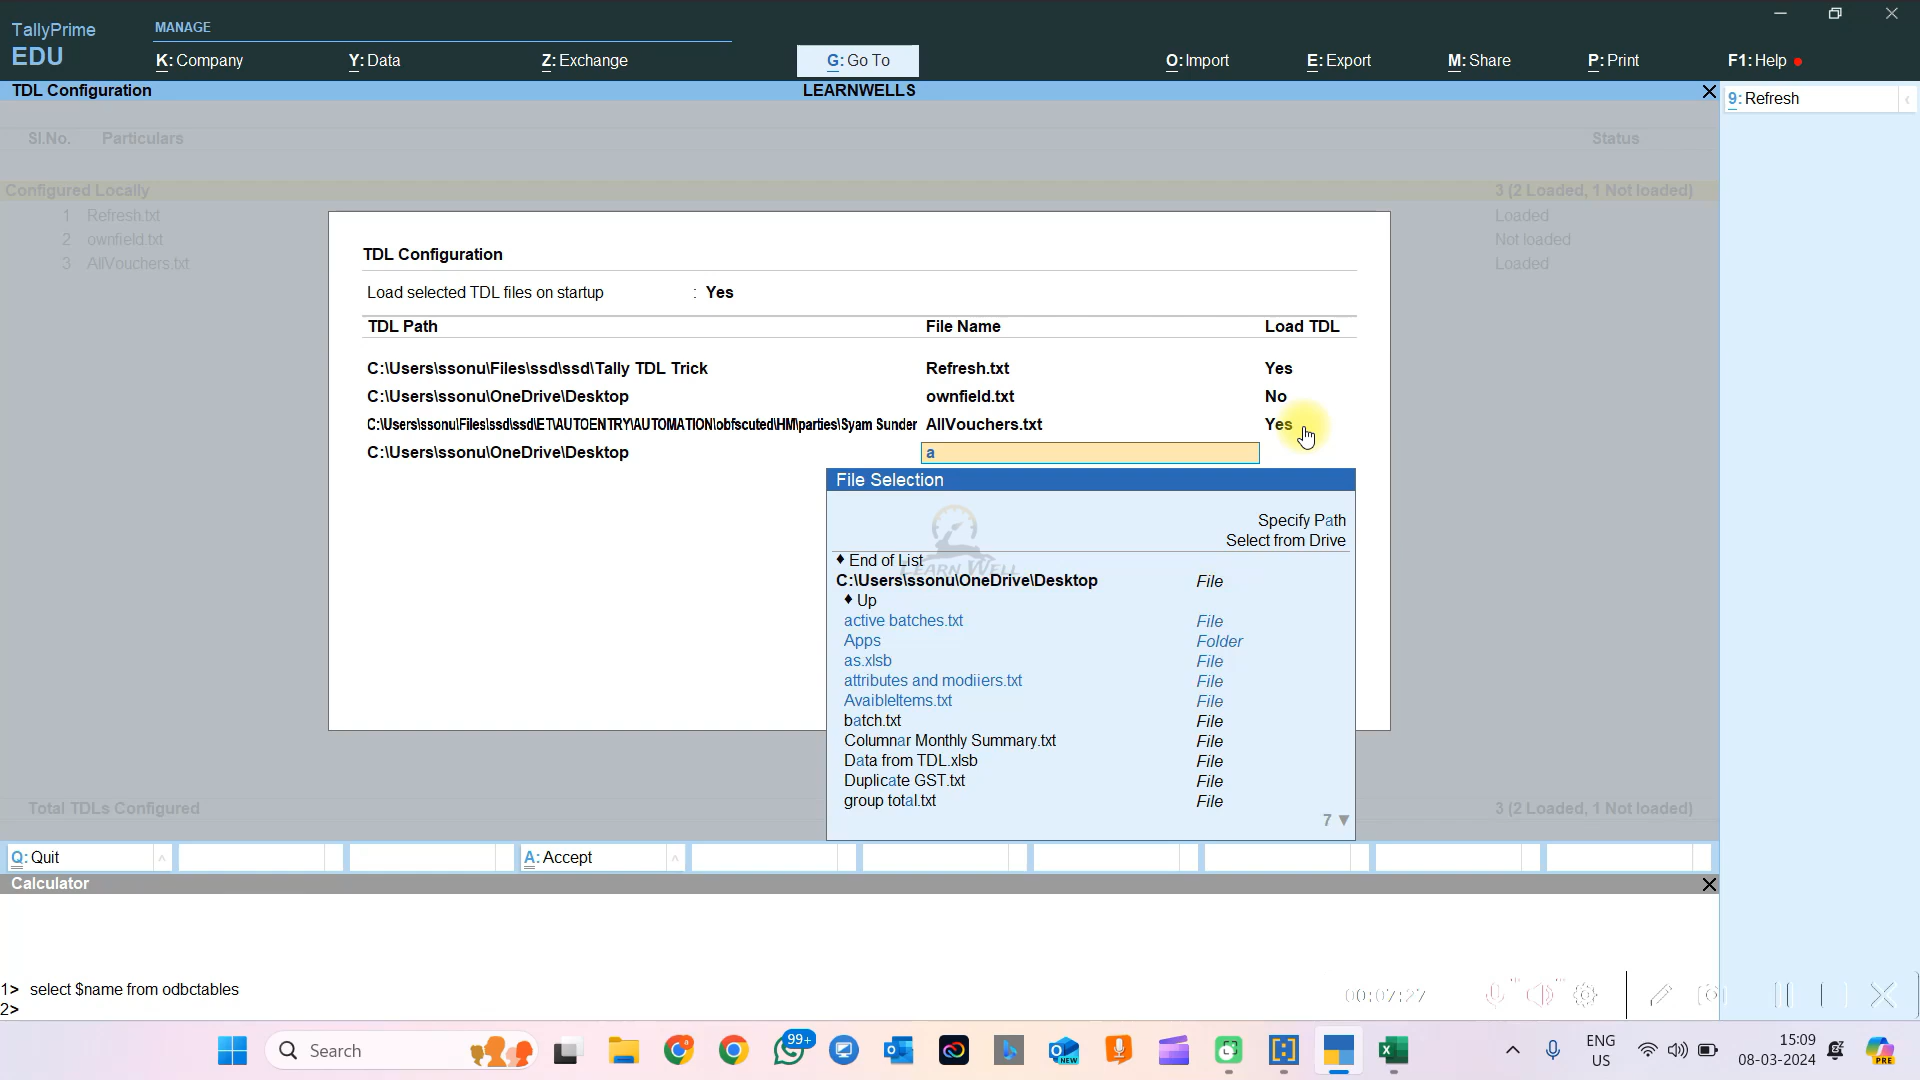 TallyPrime
EDU
MANAGE
K: Company
Y: Data
Z: Exchange
G: Go To
O: Import
E: Export
M: Share
P: Print
F1: Help
TDL Configuration
LEARNWELLS
9: Refresh
Sl.No. Particulars Status
Configured Locally 3 (2 Loaded, 1 Not loaded)
1 Refresh.txt Loaded
2 ownfield.txt Not loaded
3 AllVouchers.txt Loaded
TDL Configuration
Load selected TDL files on startup : Yes
TDL Path File Name Load TDL
C:\Users\ssonu\Files\ssd\ssd\Tally TDL Trick Refresh.txt Yes
C:\Users\ssonu\OneDrive\Desktop ownfield.txt No
C:\Users\ssonu\Files\ssd\ssd\ET\AUTOENTRY\AUTOMATION\obfscuted\HM\parties\Syam Sunder AllVouchers.txt Yes
C:\Users\ssonu\OneDrive\Desktop a
File Selection
Specify Path
Select from Drive
♦ End of List
LEARN WELL
C:\Users\ssonu\OneDrive\Desktop File
♦ Up
active batches.txt File
Apps Folder
as.xlsb File
attributes and modiiers.txt File
AvaibleItems.txt File
batch.txt File
Columnar Monthly Summary.txt File
Data from TDL.xlsb File
Duplicate GST.txt File
group total.txt File
7 ▼
Total TDLs Configured 3 (2 Loaded, 1 Not loaded)
Q: Quit
A: Accept
Calculator
1> select $name from odbctables
2>
00:07:27
Search
99+
NEW
ENG
US
15:09
08-03-2024
PRE